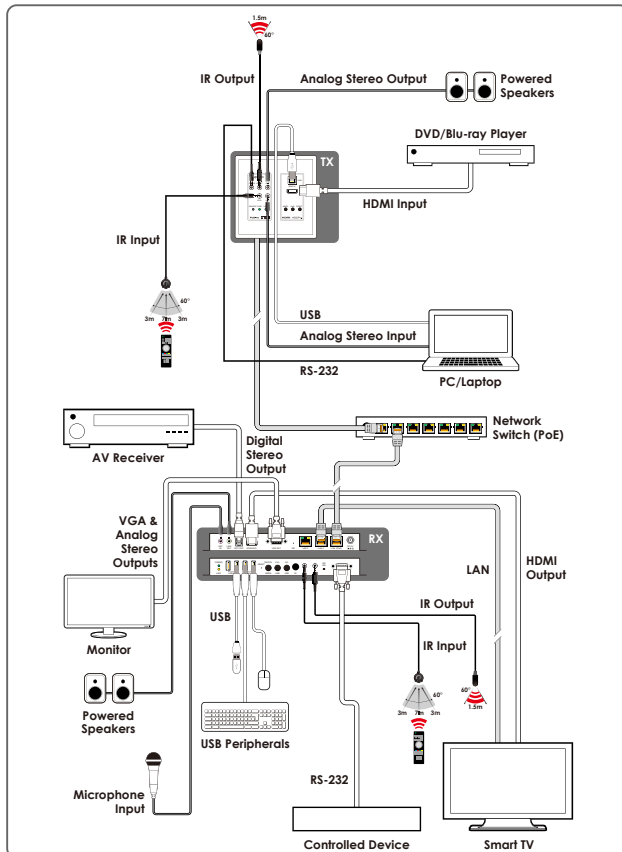 1.5m
60°
IR Output
Analog Stereo Output
Powered
Speakers
DVD/Blu-ray Player
TX
HDMI Input
IR Input
60°
3m 7m 3m
USB
Analog Stereo Input
RS-232
PC/Laptop
Network
Switch (PoE)
AV Receiver
Digital
Stereo
Output
VGA &
Analog
Stereo
Outputs
RX
LAN
HDMI
Output
IR Output
IR Input
USB
Monitor
60°
3m 7m 3m
60°
1.5m
Powered
Speakers
USB Peripherals
RS-232
Microphone
Input
Controlled Device
Smart TV